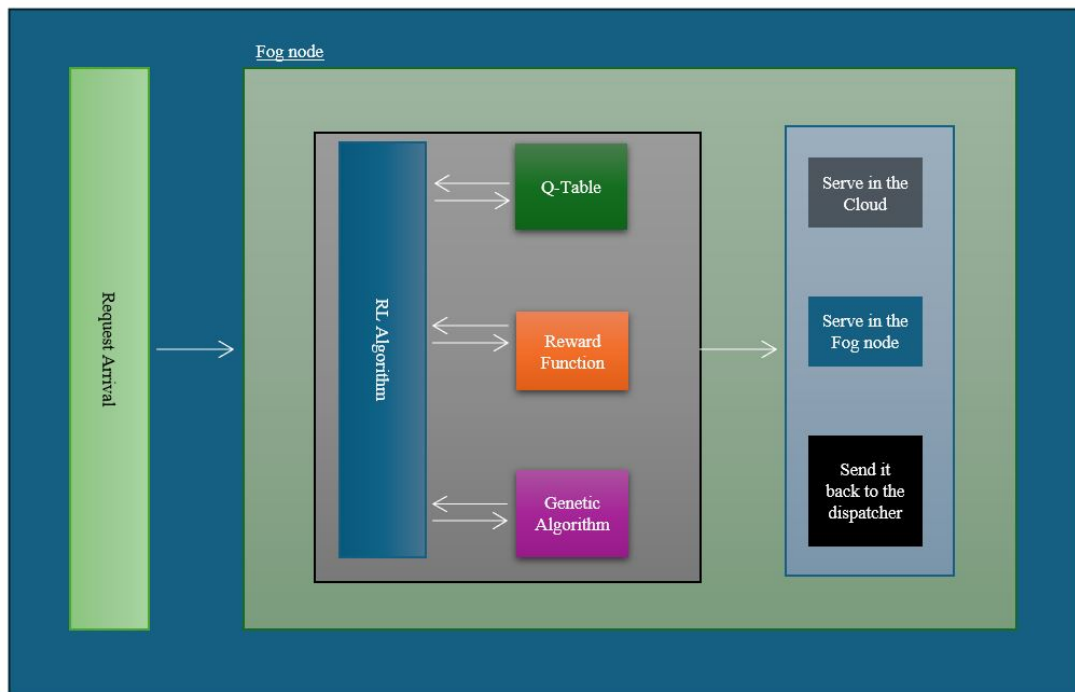 Fog node
Request Arrival
RL Algorithm
Q-Table
Reward
Function
Genetic
Algorithm
Serve in the
Cloud
Serve in the
Fog node
Send it
back to the
dispatcher